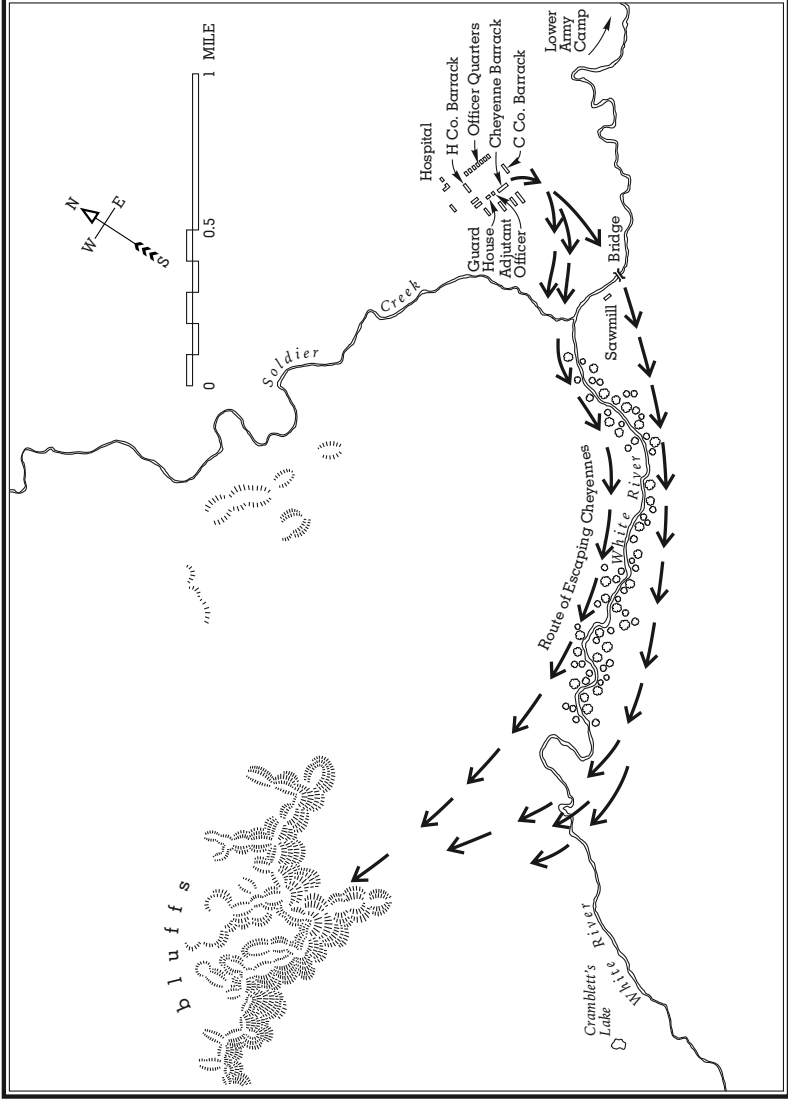 Lower
Army
Camp
Hospital
H Co. Barrack
Officer Quarters
Cheyenne Barrack
C Co. Barrack
Guard
House
Adjutant
Officer
Bridge
Sawmill
N
E
W
S
1 MILE
0.5
0
Soldier Creek
Route of Escaping Cheyennes
White River
bluffs
White River
Cramblett's
Lake